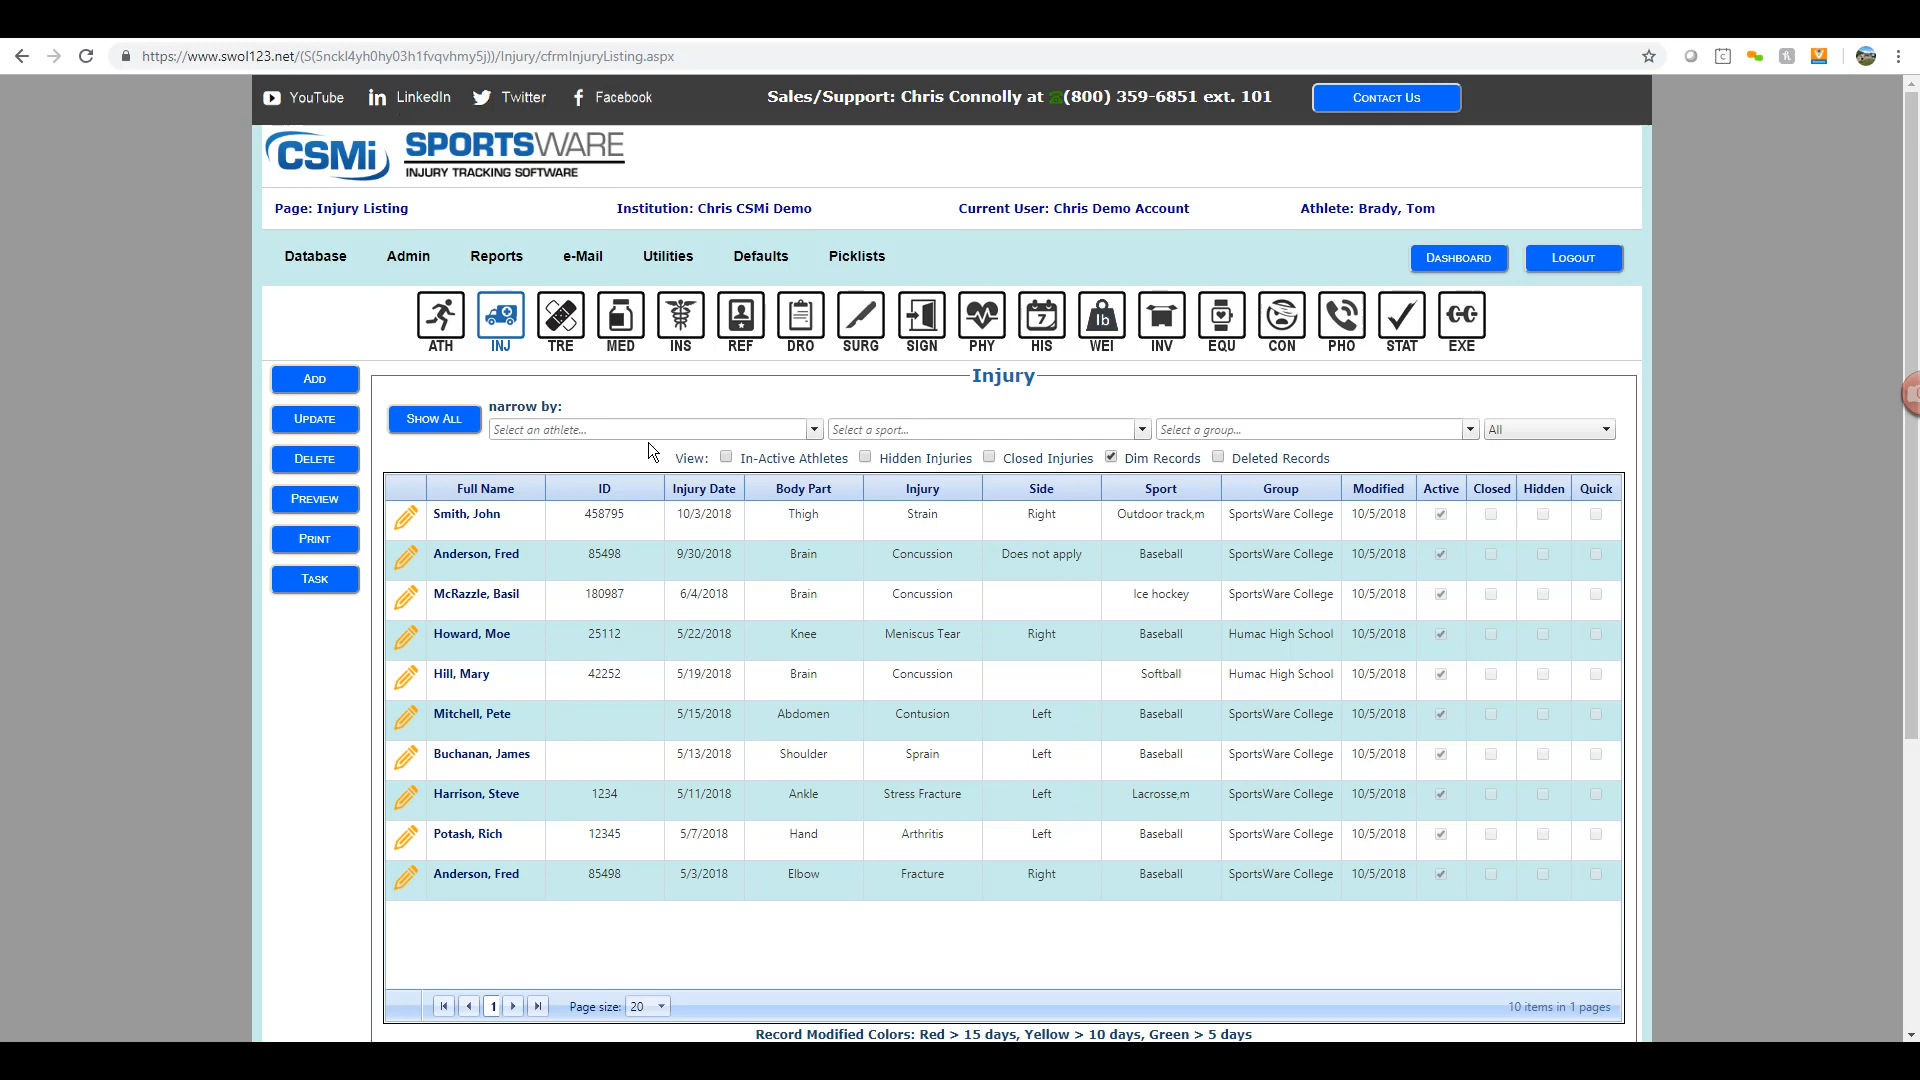 https://www.swol123.net/(S(5nckl4yh0hy03h1fvqvhmy5j))/Injury/cfrmInjuryListing.aspx
YouTube LinkedIn Twitter Facebook Sales/Support: Chris Connolly at (800) 359-6851 ext. 101 CONTACT US
CSMi SPORTSWARE
INJURY TRACKING SOFTWARE
Page: Injury Listing Institution: Chris CSMi Demo Current User: Chris Demo Account Athlete: Brady, Tom
Database Admin Reports e-Mail Utilities Defaults Picklists DASHBOARD LOGOUT
7 lb
ATH INJ TRE MED INS REF DRO SURG SIGN PHY HIS WEI INV EQU CON PHO STAT EXE
ADD
UPDATE
DELETE
PREVIEW
PRINT
TASK
Injury
SHOW ALL narrow by:
Select an athlete... Select a sport... Select a group... All
View: In-Active Athletes Hidden Injuries Closed Injuries Dim Records Deleted Records
Full Name ID Injury Date Body Part Injury Side Sport Group Modified Active Closed Hidden Quick
Smith, John 458795 10/3/2018 Thigh Strain Right Outdoor track,m SportsWare College 10/5/2018
Anderson, Fred 85498 9/30/2018 Brain Concussion Does not apply Baseball SportsWare College 10/5/2018
McRazzle, Basil 180987 6/4/2018 Brain Concussion Ice hockey SportsWare College 10/5/2018
Howard, Moe 25112 5/22/2018 Knee Meniscus Tear Right Baseball Humac High School 10/5/2018
Hill, Mary 42252 5/19/2018 Brain Concussion Softball Humac High School 10/5/2018
Mitchell, Pete 5/15/2018 Abdomen Contusion Left Baseball SportsWare College 10/5/2018
Buchanan, James 5/13/2018 Shoulder Sprain Left Baseball SportsWare College 10/5/2018
Harrison, Steve 1234 5/11/2018 Ankle Stress Fracture Left Lacrosse,m SportsWare College 10/5/2018
Potash, Rich 12345 5/7/2018 Hand Arthritis Left Baseball SportsWare College 10/5/2018
Anderson, Fred 85498 5/3/2018 Elbow Fracture Right Baseball SportsWare College 10/5/2018
1 Page size: 20 10 items in 1 pages
Record Modified Colors: Red > 15 days, Yellow > 10 days, Green > 5 days